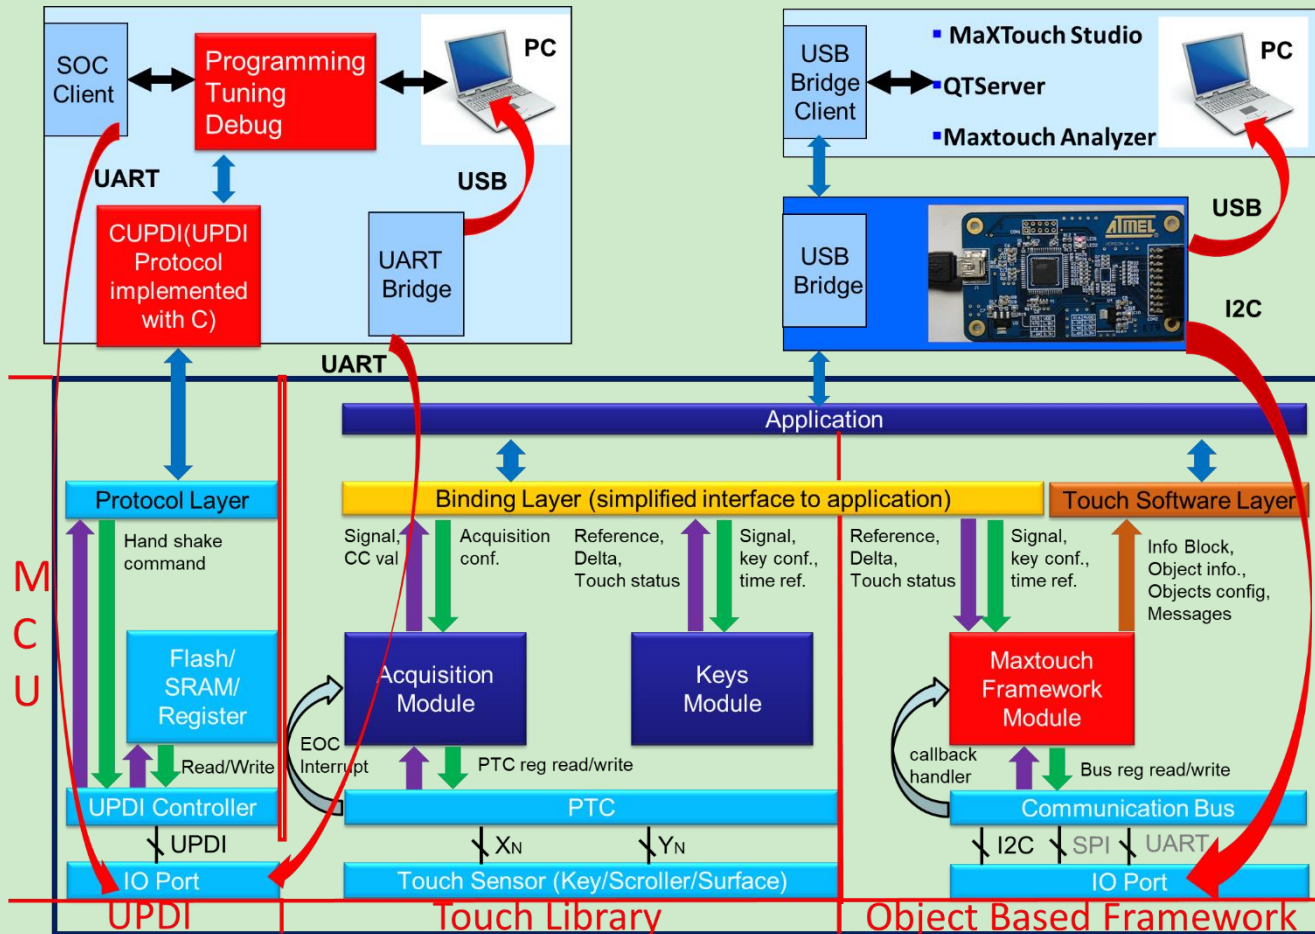 SOC
Client
Programming
Tuning
Debug
PC
UART
USB
CUPDI(UPDI
Protocol
implemented
with C)
UART
Bridge
UART
USB
Bridge
Client
MaXTouch Studio
QTServer
Maxtouch Analyzer
PC
USB
USB
Bridge
ATMEL
I2C
MCU
Application
Protocol Layer
Binding Layer (simplified interface to application)
Touch Software Layer
Hand shake
command
Signal,
CC val
Acquisition
conf.
Reference,
Delta,
Touch status
Signal,
key conf.,
time ref.
Reference,
Delta,
Touch status
Signal,
key conf.,
time ref.
Info Block,
Object info.,
Objects config,
Messages
Flash/
SRAM/
Register
Acquisition
Module
Keys
Module
Maxtouch
Framework
Module
Read/Write
EOC
Interrupt
PTC reg read/write
callback
handler
Bus reg read/write
UPDI Controller
PTC
Communication Bus
UPDI
XN
YN
I2C
SPI
UART
IO Port
Touch Sensor (Key/Scroller/Surface)
IO Port
UPDI
Touch Library
Object Based Framework